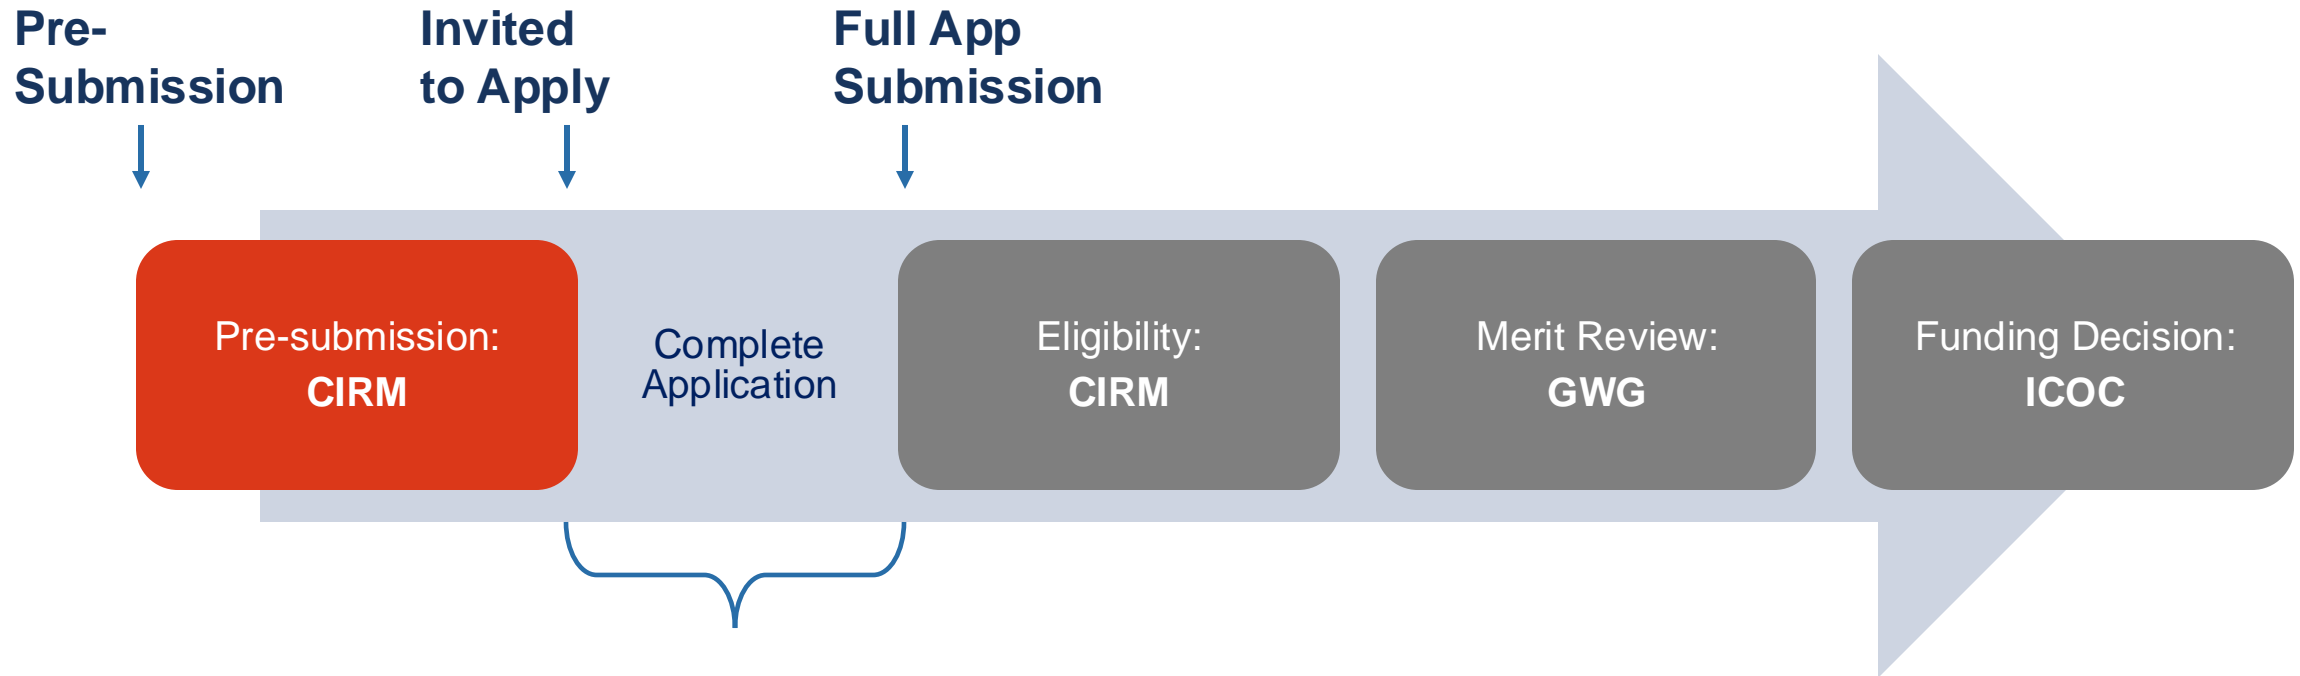 Pre-
Submission
Invited
to Apply
Full App
Submission
Pre-submission:
CIRM
Complete
Application
Eligibility:
CIRM
Merit Review:
GWG
Funding Decision:
ICOC